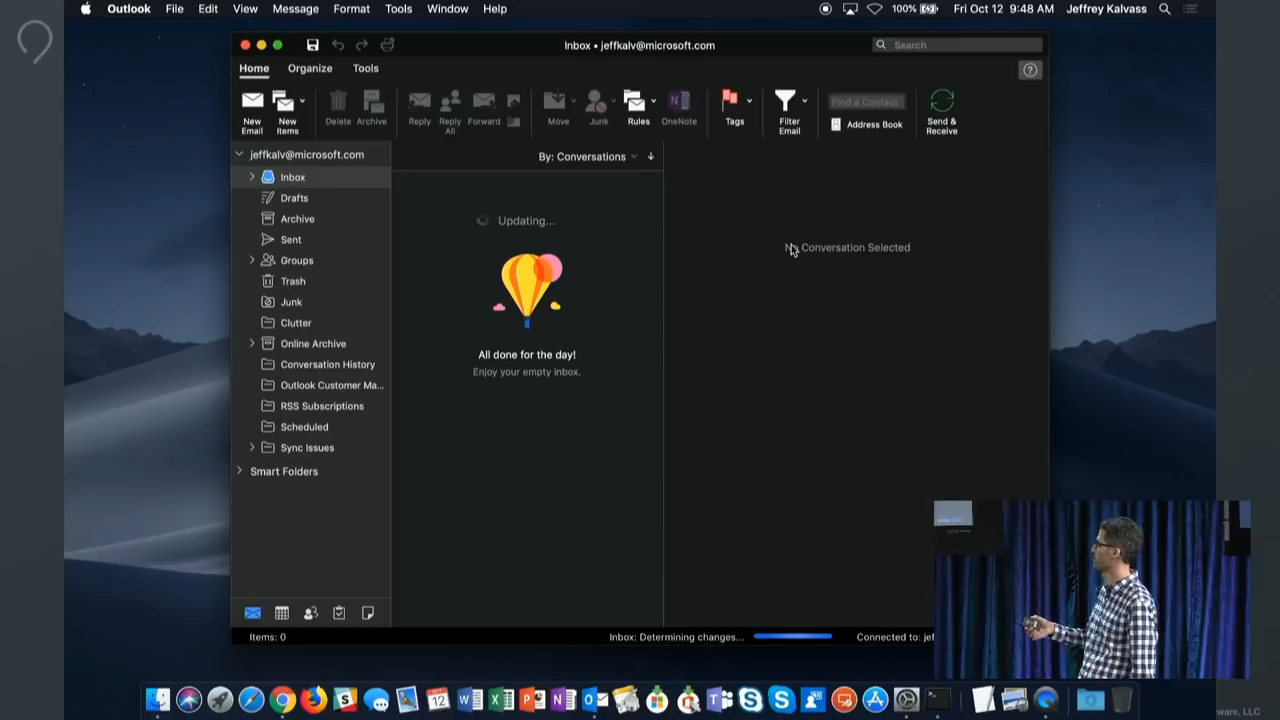 Outlook File Edit View Message Format Tools Window Help 100% Fri Oct 12 9:48 AM Jeffrey Kalvass
Inbox • jeffkalv@microsoft.com Search
Home Organize Tools
New Email
New Items
Delete
Archive
Reply
Reply All
Forward
Move
Junk
Rules
OneNote
Tags
Filter Email
Find a Contact
Address Book
Send & Receive
jeffkalv@microsoft.com
Inbox
Drafts
Archive
Sent
Groups
Trash
Junk
Clutter
Online Archive
Conversation History
Outlook Customer Ma...
RSS Subscriptions
Scheduled
Sync Issues
Smart Folders
By: Conversations
Updating...
All done for the day!
Enjoy your empty inbox.
No Conversation Selected
Items: 0
Inbox: Determining changes...
Connected to: jef
ware, LLC